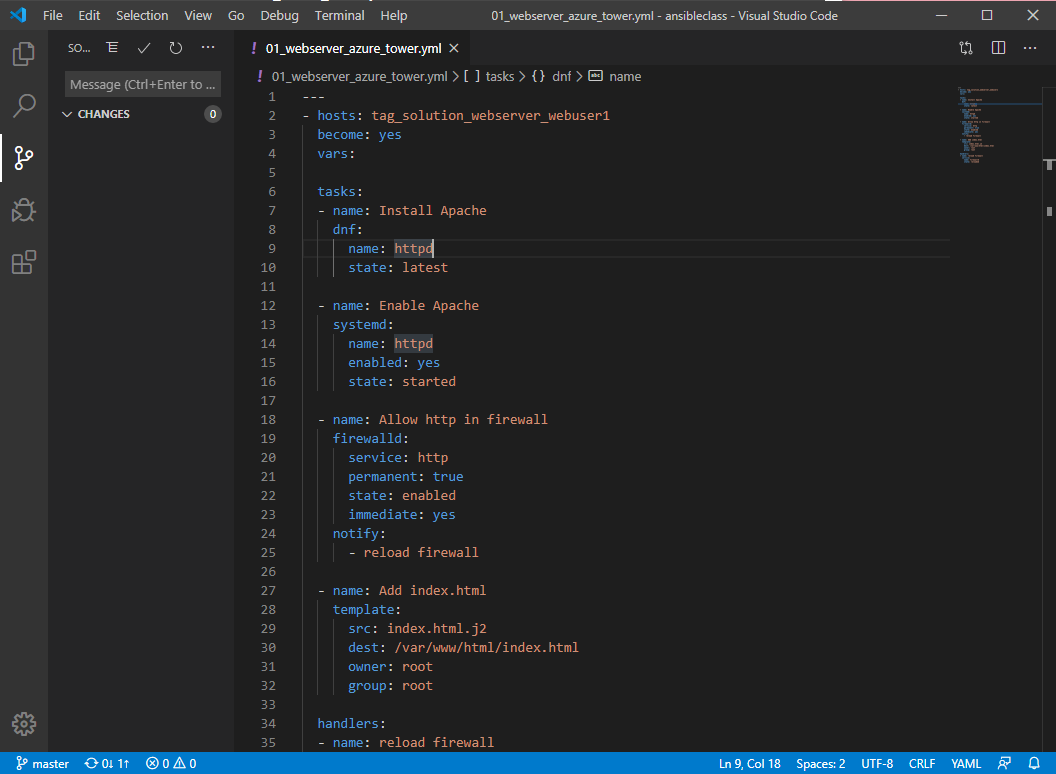 File Edit Selection View Go Debug Terminal Help 01_webserver_azure_tower.yml - ansibleclass - Visual Studio Code
SO...
! 01_webserver_azure_tower.yml
! 01_webserver_azure_tower.yml > [ ] tasks > {} dnf > abc name
Message (Ctrl+Enter to ...
CHANGES 0
1 ---
2 - hosts: tag_solution_webserver_webuser1
3 become: yes
4 vars:
5
6 tasks:
7 - name: Install Apache
8 dnf:
9 name: httpd
10 state: latest
11
12 - name: Enable Apache
13 systemd:
14 name: httpd
15 enabled: yes
16 state: started
17
18 - name: Allow http in firewall
19 firewalld:
20 service: http
21 permanent: true
22 state: enabled
23 immediate: yes
24 notify:
25 - reload firewall
26
27 - name: Add index.html
28 template:
29 src: index.html.j2
30 dest: /var/www/html/index.html
31 owner: root
32 group: root
33
34 handlers:
35 - name: reload firewall
master 0↓ 1↑ 0 0 Ln 9, Col 18 Spaces: 2 UTF-8 CRLF YAML